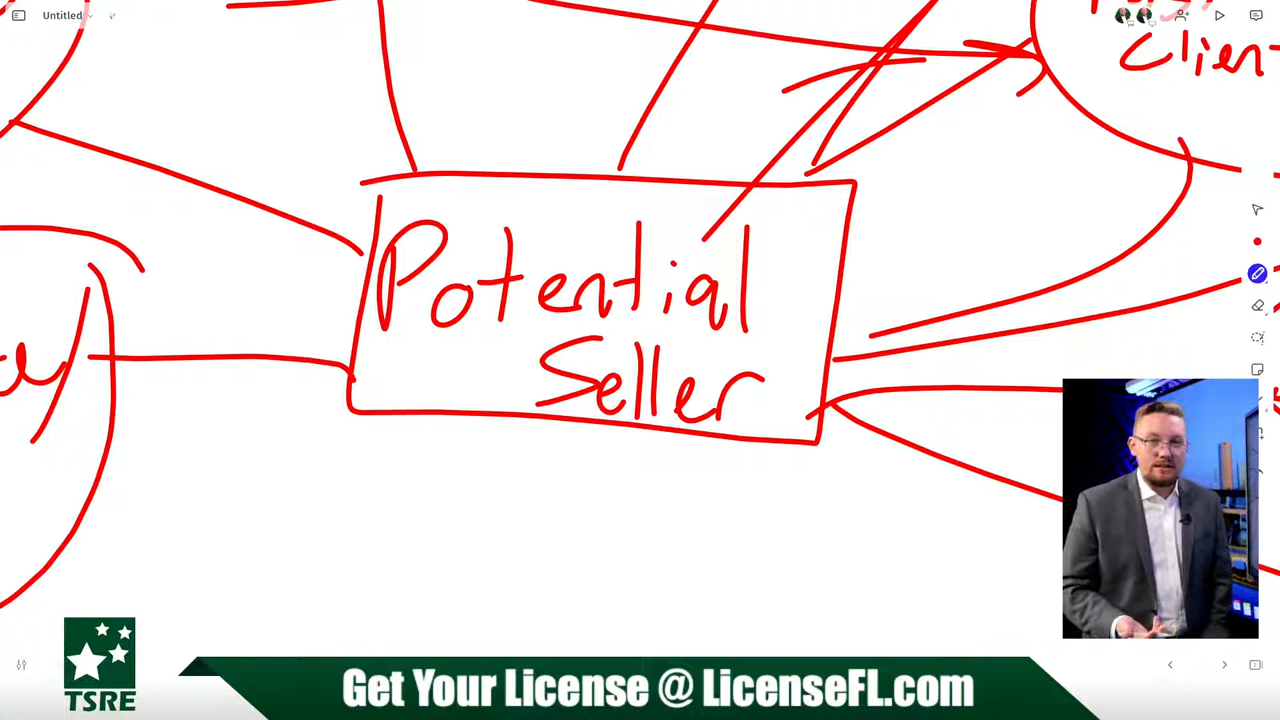 Untitled
Clien
Potential
Seller
TSRE
Get Your License @ LicenseFL.com